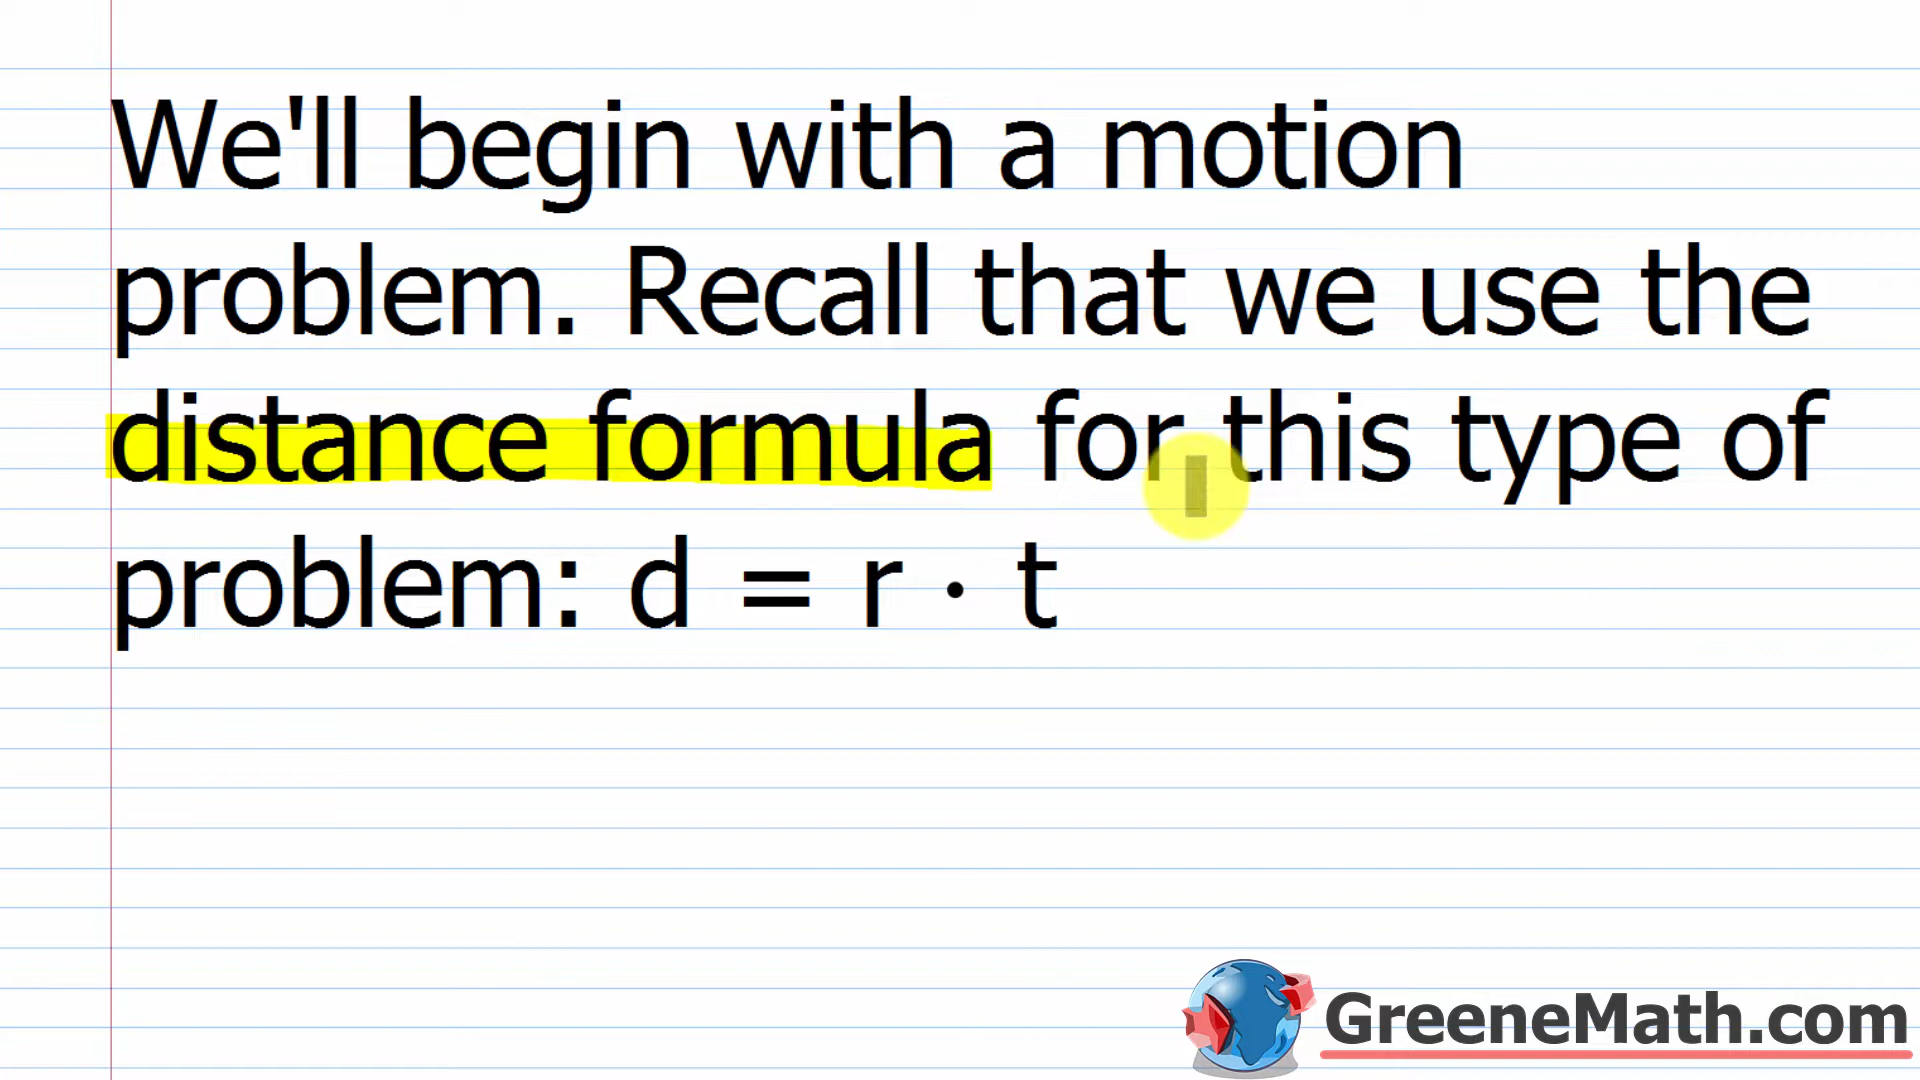 We'll begin with a motion
problem. Recall that we use the
distance formula for this type of
problem: d = r · t
GreeneMath.com